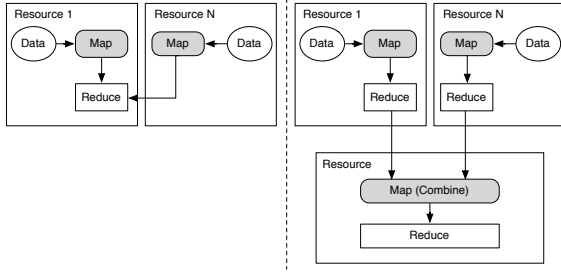 Resource 1
Data
Map
Reduce
Resource N
Map
Data
Resource 1
Data
Map
Reduce
Resource N
Map
Data
Reduce
Resource
Map (Combine)
Reduce